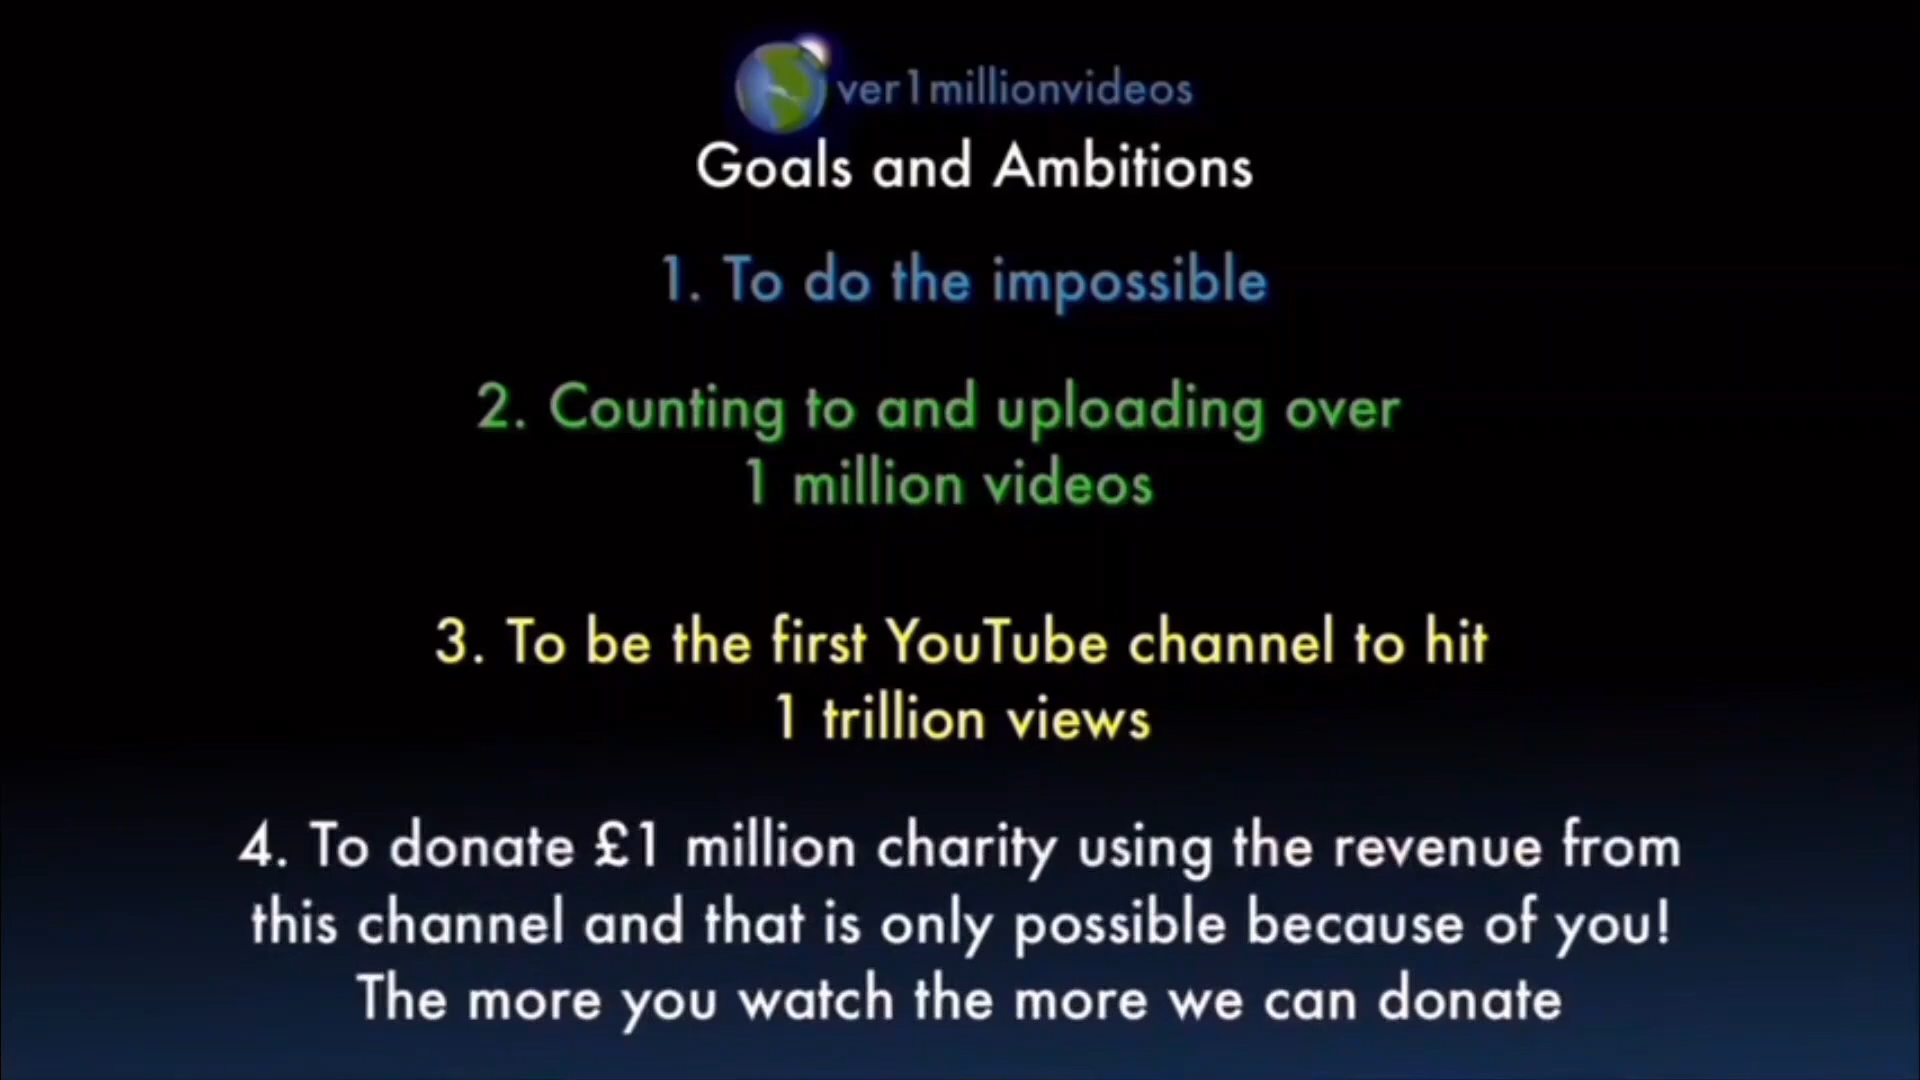 ver1millionvideos
Goals and Ambitions
1. To do the impossible
2. Counting to and uploading over
1 million videos
3. To be the first YouTube channel to hit
1 trillion views
4. To donate £1 million charity using the revenue from
this channel and that is only possible because of you!
The more you watch the more we can donate